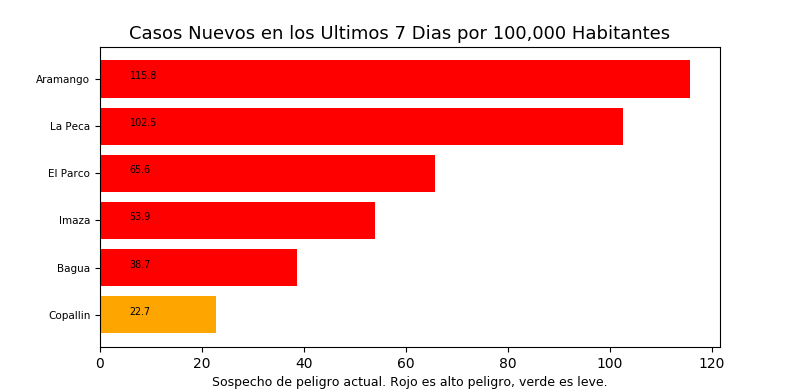 Casos Nuevos en los Ultimos 7 Dias por 100,000 Habitantes
Aramango 115.8
La Peca 102.5
El Parco 65.6
Imaza 53.9
Bagua 38.7
Copallin 22.7
0 20 40 60 80 100 120
Sospecho de peligro actual. Rojo es alto peligro, verde es leve.